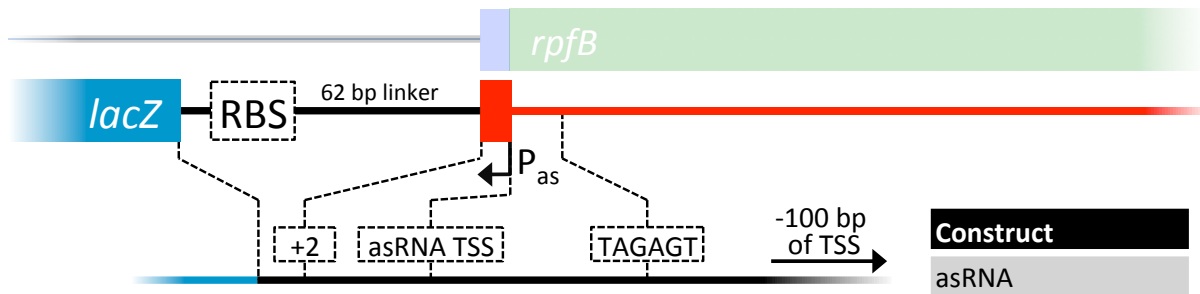 rpfB
lacZ
RBS
62 bp linker
Pas
+2
asRNA TSS
TAGAGT
-100 bp
of TSS
Construct
asRNA